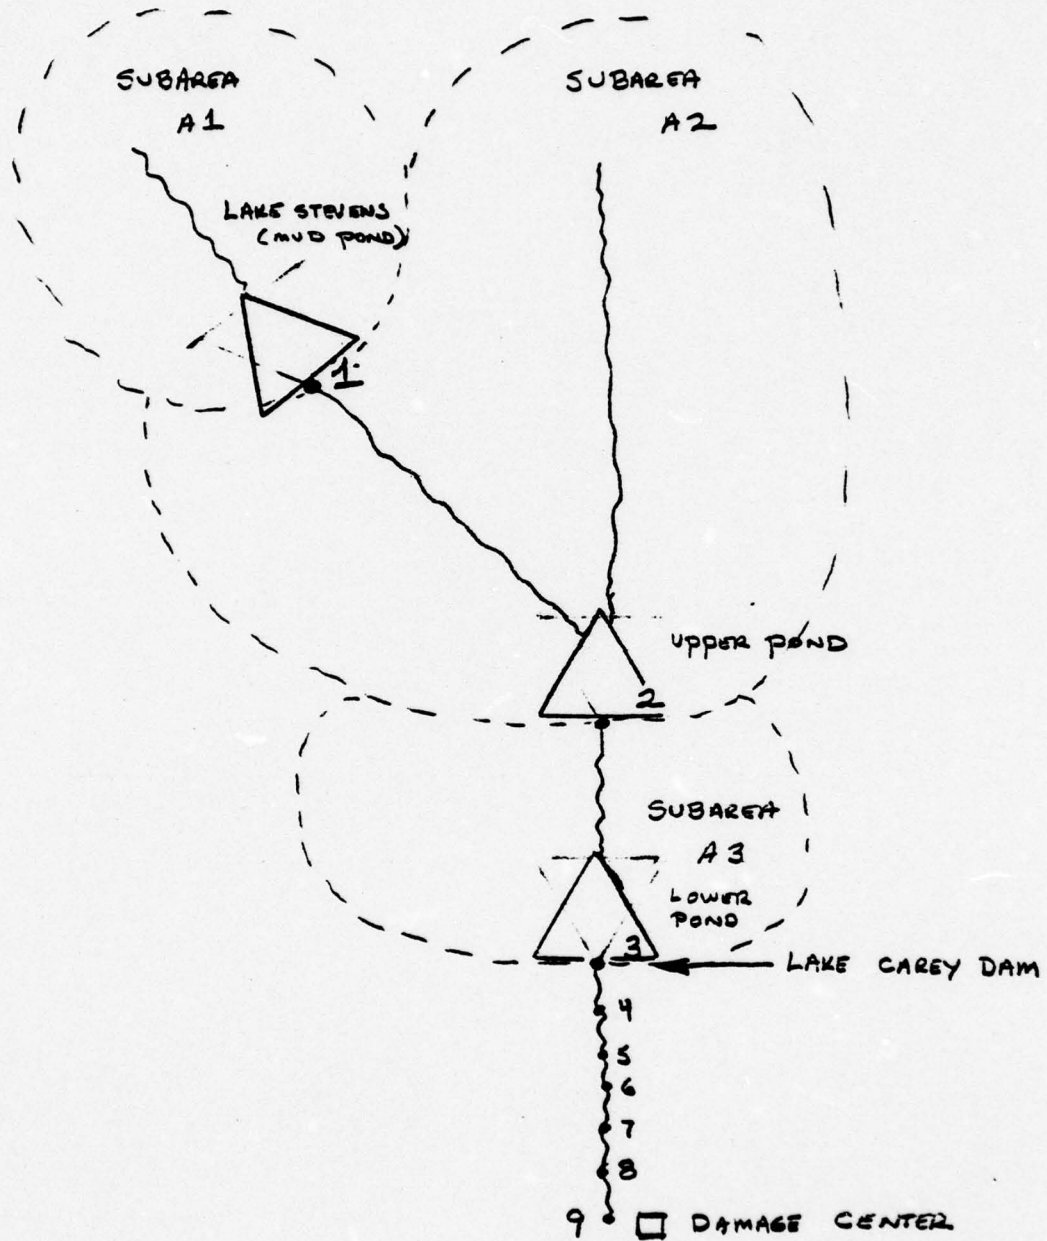 SUBAREA
A1
SUBAREA
A2
LAKE STEVENS
(MUD POND)
1
UPPER POND
2
SUBAREA
A3
LOWER
POND
3
LAKE CAREY DAM
4
5
6
7
8
9
DAMAGE CENTER